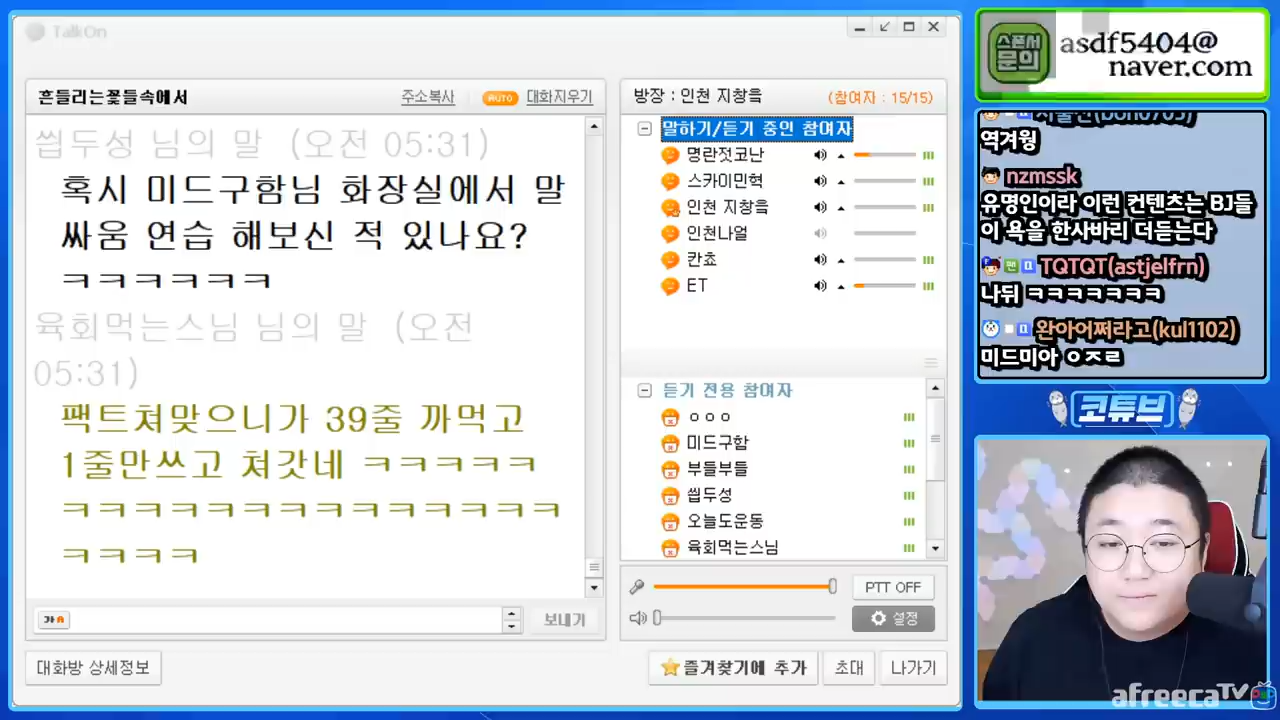 TalkOn
흔들리는꽃들속에서
주소복사
AUTO
대화지우기
씹두성 님의 말 (오전 05:31)
혹시 미드구함님 화장실에서 말
싸움 연습 해보신 적 있나요?
ㅋㅋㅋㅋㅋㅋ
육회먹는스님 님의 말 (오전
05:31)
팩트쳐맞으니가 39줄 까먹고
1줄만쓰고 쳐갓네 ㅋㅋㅋㅋㅋ
ㅋㅋㅋㅋㅋㅋㅋㅋㅋㅋㅋㅋㅋㅋ
ㅋㅋㅋㅋ
가
보내기
대화방 상세정보
방장 : 인천 지창욱
(참여자 : 15/15)
말하기/듣기 중인 참여자
명란젓코난
스카이민혁
인천 지창욱
인천나얼
칸쵸
ET
듣기 전용 참여자
ㅇㅇㅇ
미드구함
부들부들
씹두성
오늘도운동
육회먹는스님
PTT OFF
설정
즐겨찾기에 추가
초대
나가기
스폰서
문의
asdf5404@
naver.com
역겨웡
nzmssk
유명인이라 이런 컨텐츠는 BJ들
이 욕을 한사바리 더듣는다
팬
TQTQT(astjelfrn)
나뒤 ㅋㅋㅋㅋㅋㅋㅋ
완아어쩌라고(kul1102)
미드미아 ㅇㅈㄹ
코튜브
afreecaTV